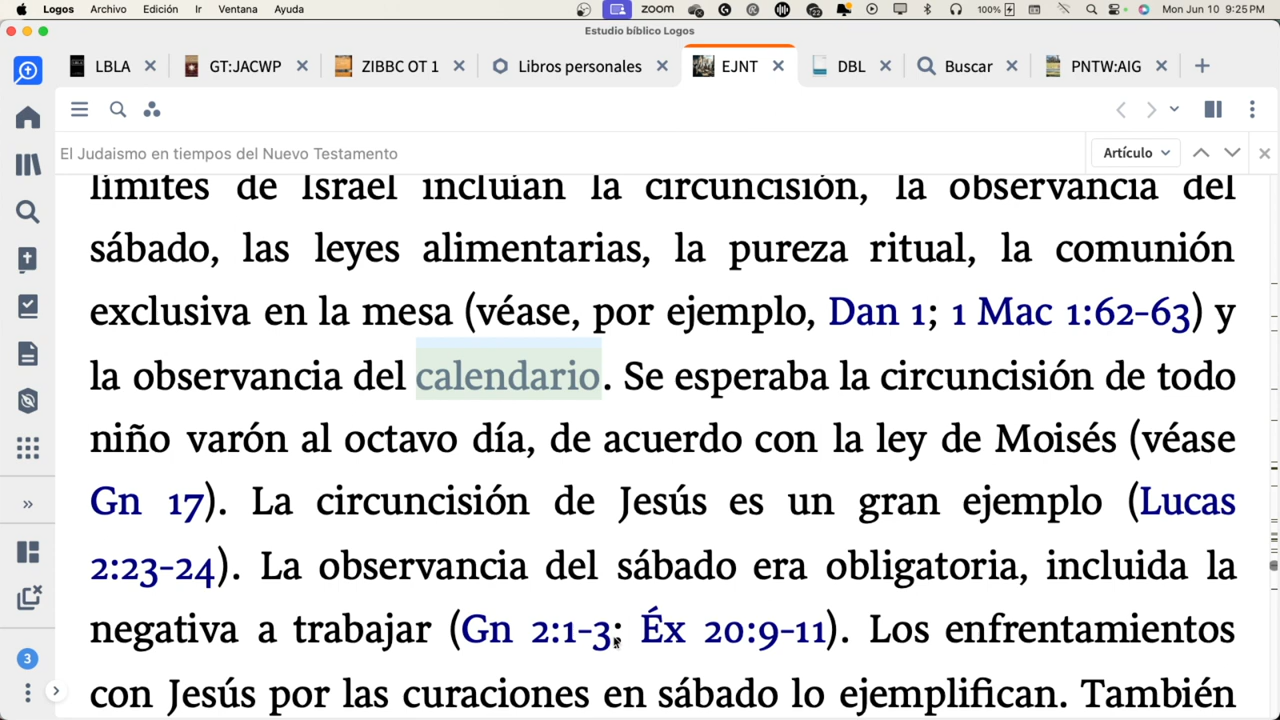 Logos Archivo Edición Ir Ventana Ayuda zoom 22 100% Mon Jun 10 9:25 PM
Estudio bíblico Logos
LBLA GT:JACWP ZIBBC OT 1 Libros personales EJNT DBL Buscar PNTW:AIG
El Judaismo en tiempos del Nuevo Testamento Artículo
límites de Israel incluían la circuncisión, la observancia del
sábado, las leyes alimentarias, la pureza ritual, la comunión
exclusiva en la mesa (véase, por ejemplo, Dan 1; 1 Mac 1:62-63) y
la observancia del calendario. Se esperaba la circuncisión de todo
niño varón al octavo día, de acuerdo con la ley de Moisés (véase
Gn 17). La circuncisión de Jesús es un gran ejemplo (Lucas
2:23-24). La observancia del sábado era obligatoria, incluida la
negativa a trabajar (Gn 2:1-3; Éx 20:9-11). Los enfrentamientos
con Jesús por las curaciones en sábado lo ejemplifican. También
3